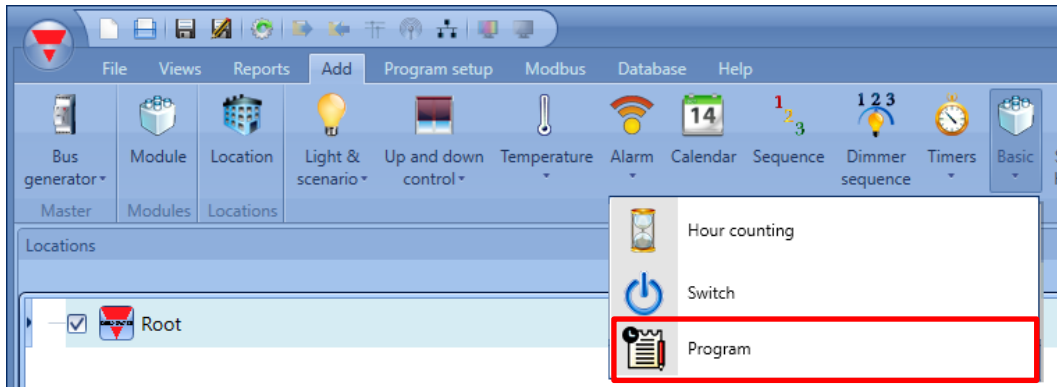 File Views Reports Add Program setup Modbus Database Help
14 1 2 3 1 2 3
Bus generator Module Location Light & scenario Up and down control Temperature Alarm Calendar Sequence Dimmer sequence Timers Basic
Master Modules Locations
Locations
Hour counting
Switch
Root
Program